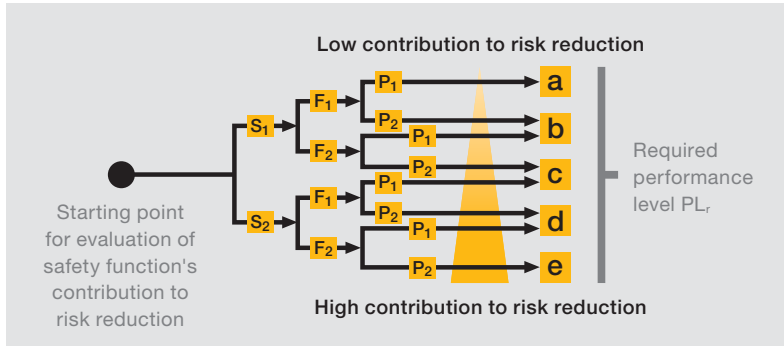 Low contribution to risk reduction
P₁
a
F₁
P₂
b
S₁
P₁
F₂
P₂
c
Starting point
for evaluation of
safety function's
contribution to
risk reduction
F₁
P₁
P₂
d
S₂
P₁
F₂
P₂
e
Required
performance
level PLᵣ
High contribution to risk reduction